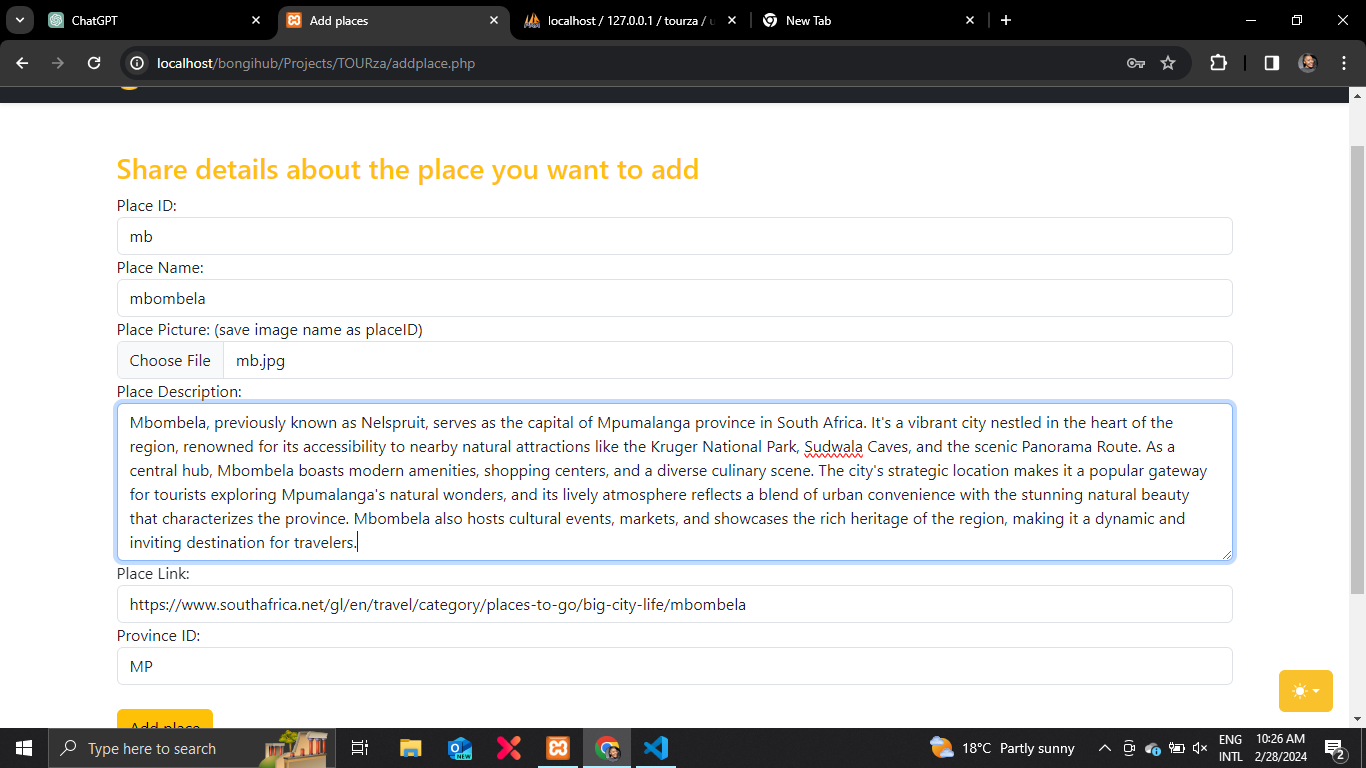 ChatGPT
Add places
localhost / 127.0.0.1 / tourza / u
New Tab
localhost/bongihub/Projects/TOURza/addplace.php
Share details about the place you want to add
Place ID:
mb
Place Name:
mbombela
Place Picture: (save image name as placeID)
Choose File mb.jpg
Place Description:
Mbombela, previously known as Nelspruit, serves as the capital of Mpumalanga province in South Africa. It's a vibrant city nestled in the heart of the
region, renowned for its accessibility to nearby natural attractions like the Kruger National Park, Sudwala Caves, and the scenic Panorama Route. As a
central hub, Mbombela boasts modern amenities, shopping centers, and a diverse culinary scene. The city's strategic location makes it a popular gateway
for tourists exploring Mpumalanga's natural wonders, and its lively atmosphere reflects a blend of urban convenience with the stunning natural beauty
that characterizes the province. Mbombela also hosts cultural events, markets, and showcases the rich heritage of the region, making it a dynamic and
inviting destination for travelers.
Place Link:
https://www.southafrica.net/gl/en/travel/category/places-to-go/big-city-life/mbombela
Province ID:
MP
Add place
Type here to search
NEW
18°C Partly sunny
ENG
INTL
10:26 AM
2/28/2024
2